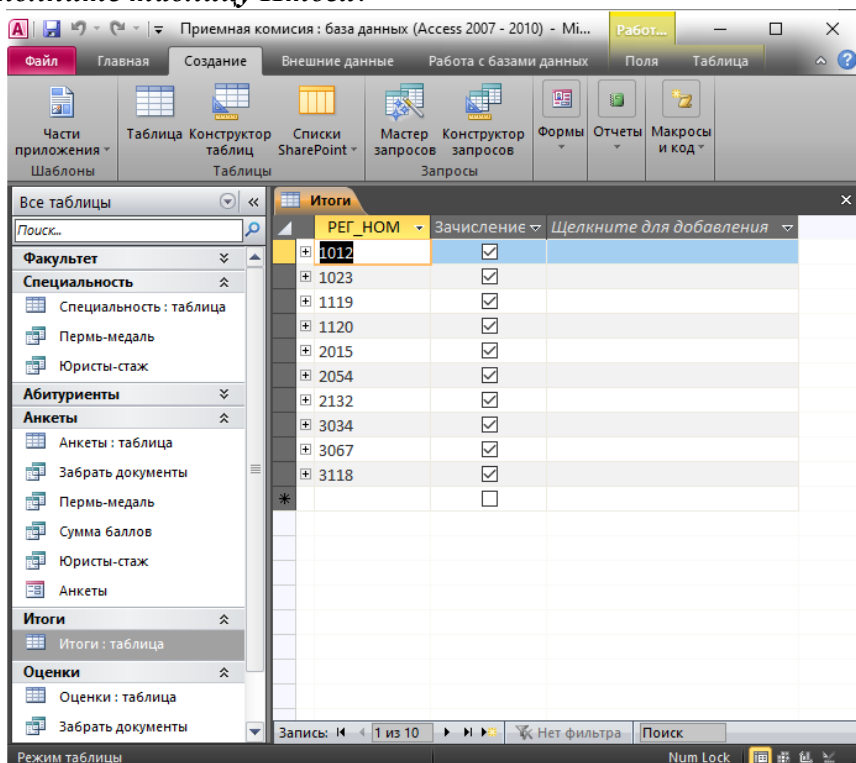 полните таблицу Итоги.
Приемная комисия : база данных (Access 2007 - 2010) - Mi...
Работ...
Файл Главная Создание Внешние данные Работа с базами данных Поля Таблица
Части приложения
Таблица
Конструктор таблиц
Списки SharePoint
Мастер запросов
Конструктор запросов
Формы
Отчеты
Макросы и код
Шаблоны Таблицы Запросы
Все таблицы
Поиск...
Факультет
Специальность
Специальность : таблица
Пермь-медаль
Юристы-стаж
Абитуриенты
Анкеты
Анкеты : таблица
Забрать документы
Пермь-медаль
Сумма баллов
Юристы-стаж
Анкеты
Итоги
Итоги : таблица
Оценки
Оценки : таблица
Забрать документы
Итоги
РЕГ_НОМ Зачисление Щелкните для добавления
1012
1023
1119
1120
2015
2054
2132
3034
3067
3118
Запись: 1 из 10 Нет фильтра Поиск
Режим таблицы Num Lock